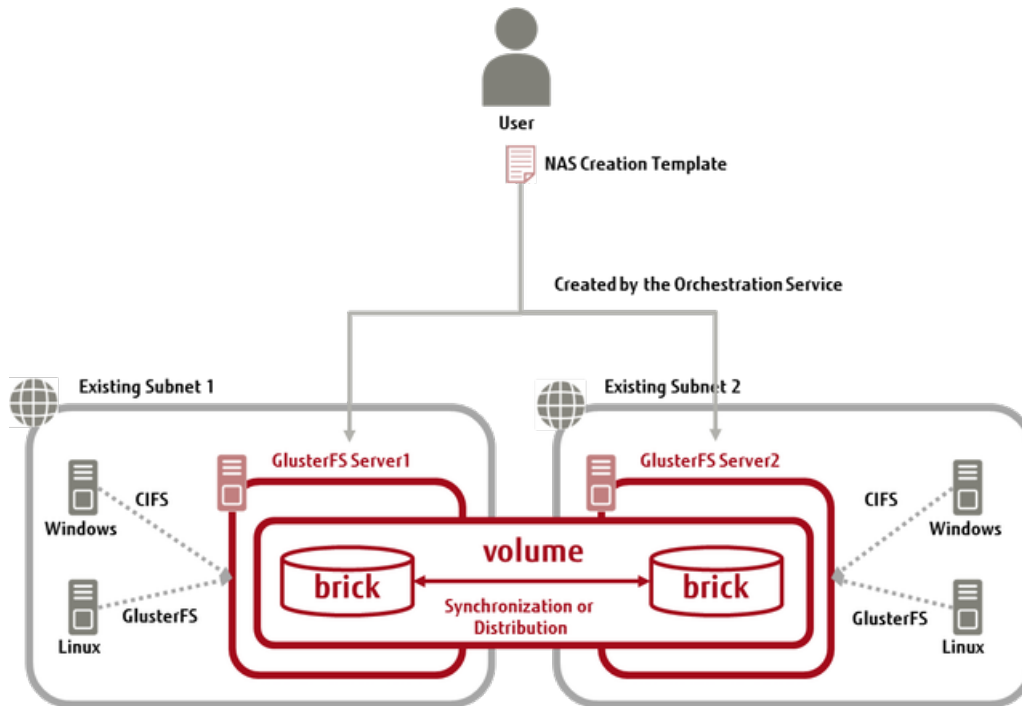 User
NAS Creation Template
Created by the Orchestration Service
Existing Subnet 1
Existing Subnet 2
GlusterFS Server1
GlusterFS Server2
CIFS
CIFS
Windows
Windows
volume
brick
brick
Synchronization or
Distribution
GlusterFS
GlusterFS
Linux
Linux